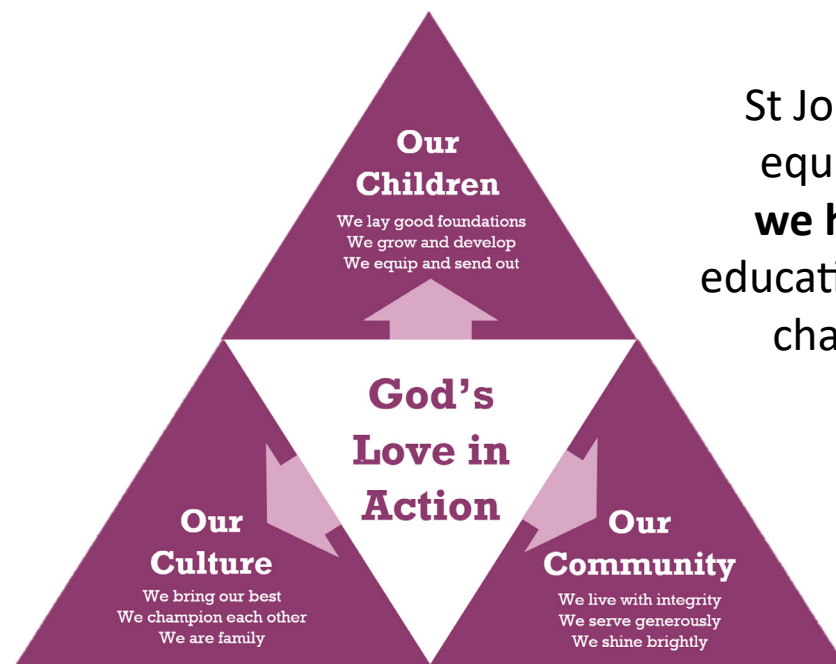 Our
Children
We lay good foundations
We grow and develop
We equip and send out
God's
Love in
Action
Our
Culture
We bring our best
We champion each other
We are family
Our
Community
We live with integrity
We serve generously
We shine brightly
St Jo
equ
we h
educati
cha